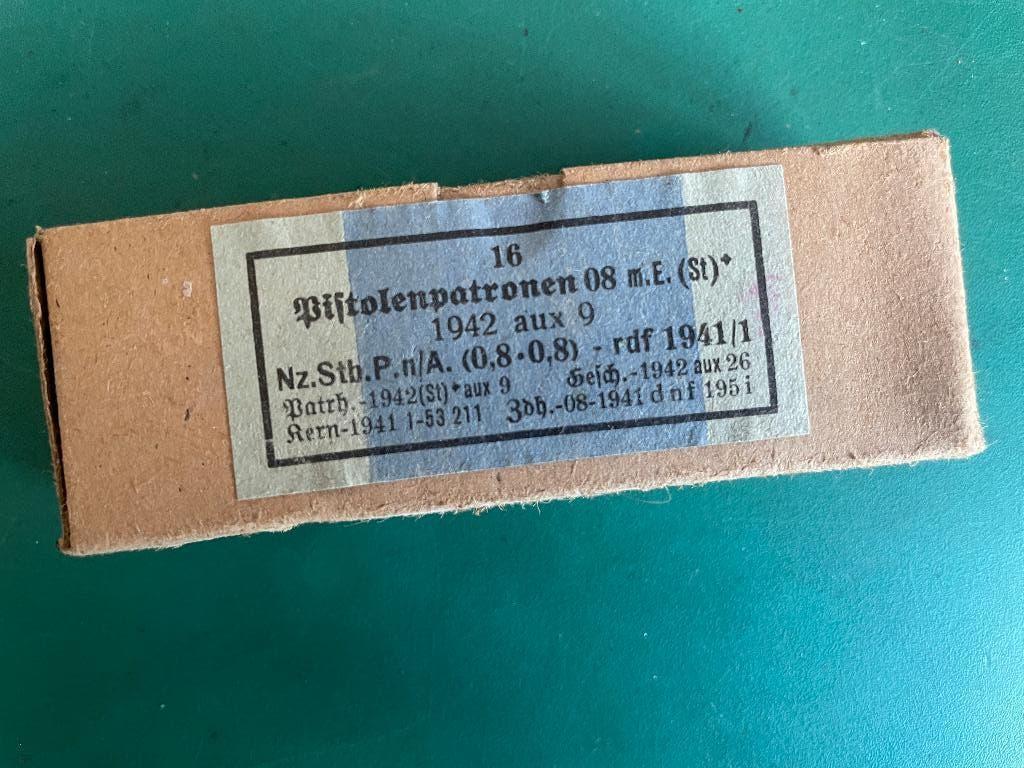 16
Pistolenpatronen 08 m.E. (St)+
1942 aux 9
Nz.Stb.P.n/A. (0,8·0,8) - rdf 1941/1
Patrh.-1942(St)+aux 9 Gesch.-1942 aux 26
Kern-1941 j-53 211 Zdh.-08-1941 dnf 195 i